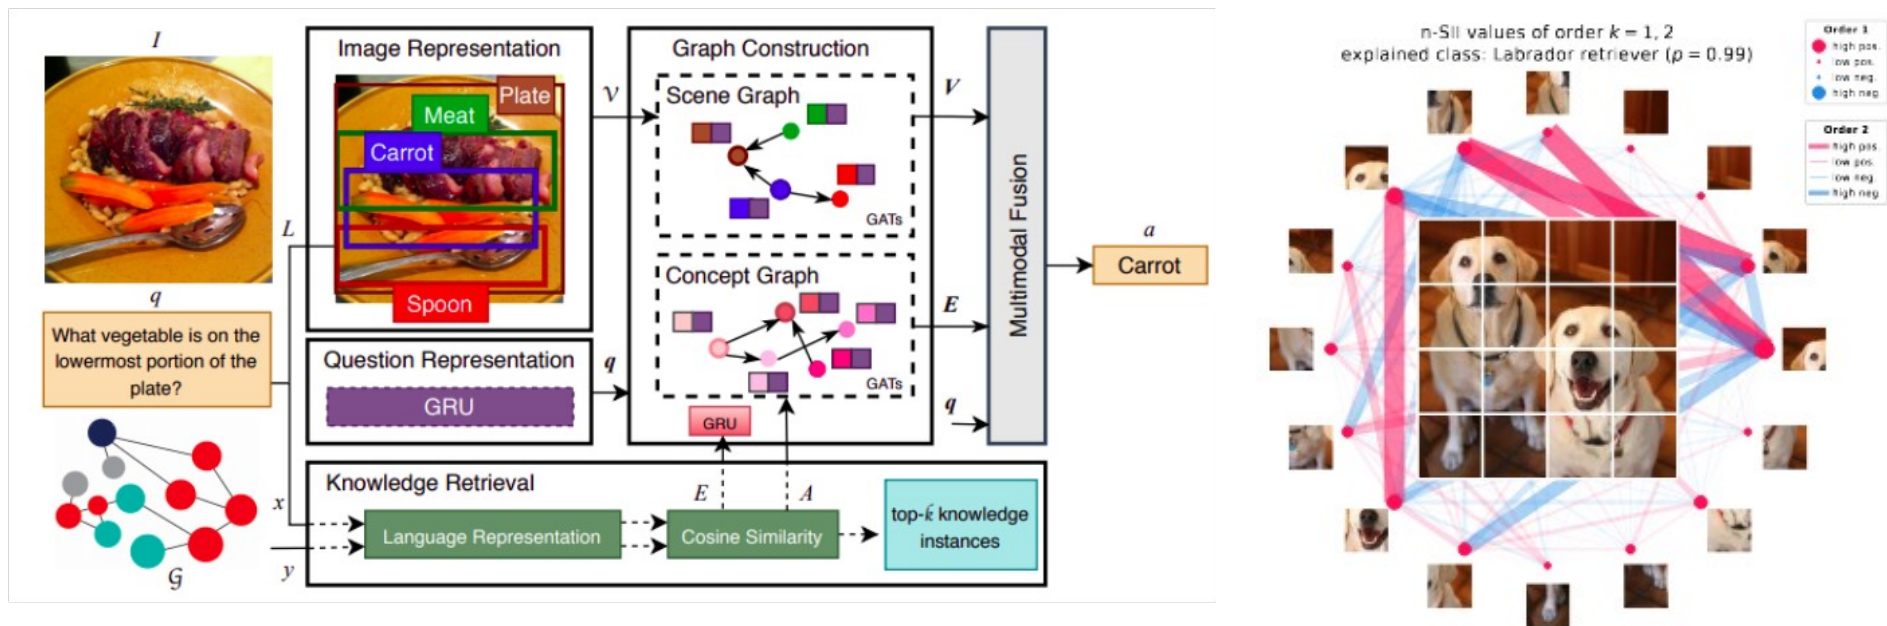 I
q
What vegetable is on the
lowermost portion of the
plate?
G
L
x
y
Image Representation
Plate
Meat
Carrot
Spoon
Question Representation
GRU
Knowledge Retrieval
Language Representation
Cosine Similarity
top-k knowledge
instances
E
A
V
q
Graph Construction
Scene Graph
GATs
Concept Graph
GATs
GRU
V
E
q
Multimodal Fusion
a
Carrot
n-SII values of order k = 1, 2
explained class: Labrador retriever (p = 0.99)
Order 1
high pos.
low pos.
low neg.
high neg.
Order 2
high pos.
low pos.
low neg.
high neg.